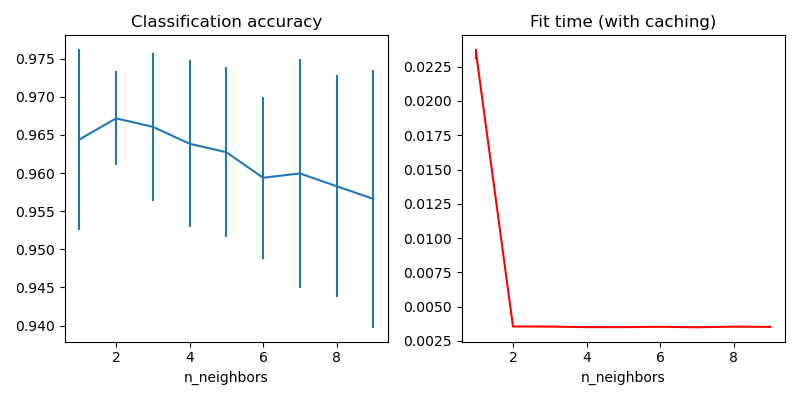 Classification accuracy
0.975
0.970
0.965
0.960
0.955
0.950
0.945
0.940
2 4 6 8
n_neighbors
Fit time (with caching)
0.0225
0.0200
0.0175
0.0150
0.0125
0.0100
0.0075
0.0050
0.0025
2 4 6 8
n_neighbors